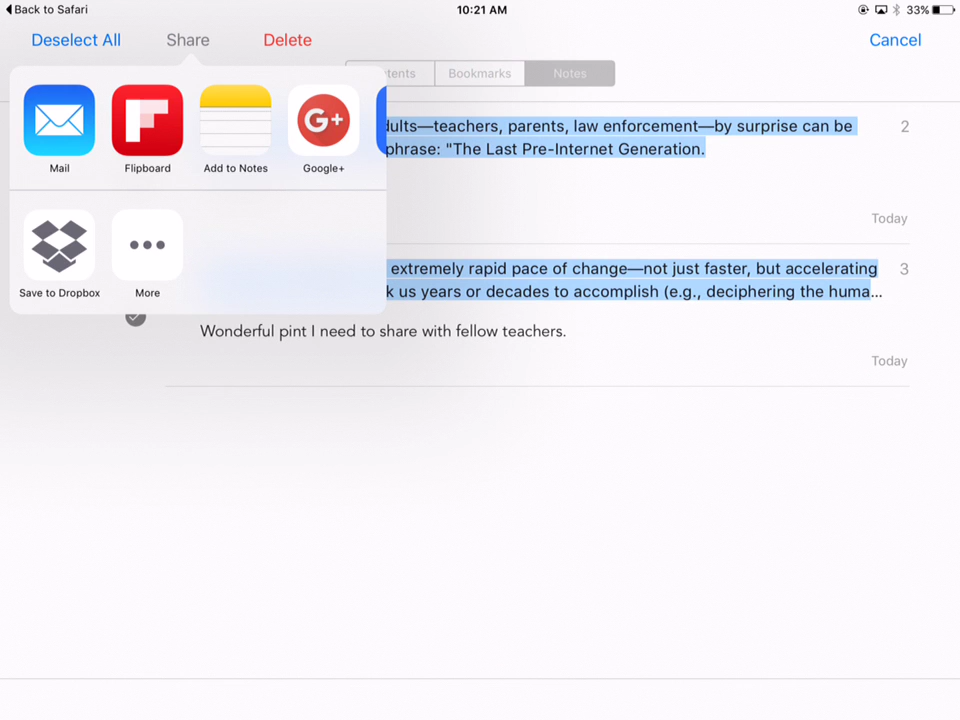 Back to Safari
10:21 AM
33%
Deselect All
Share
Delete
Cancel
Bookmarks
Notes
Mail
Flipboard
Add to Notes
G+
Google+
Save to Dropbox
More
—teachers, parents, law enforcement—by surprise can be
2
phrase: "The Last Pre-Internet Generation.
Today
extremely rapid pace of change—not just faster, but accelerating
3
us years or decades to accomplish (e.g., deciphering the huma...
Wonderful pint I need to share with fellow teachers.
Today